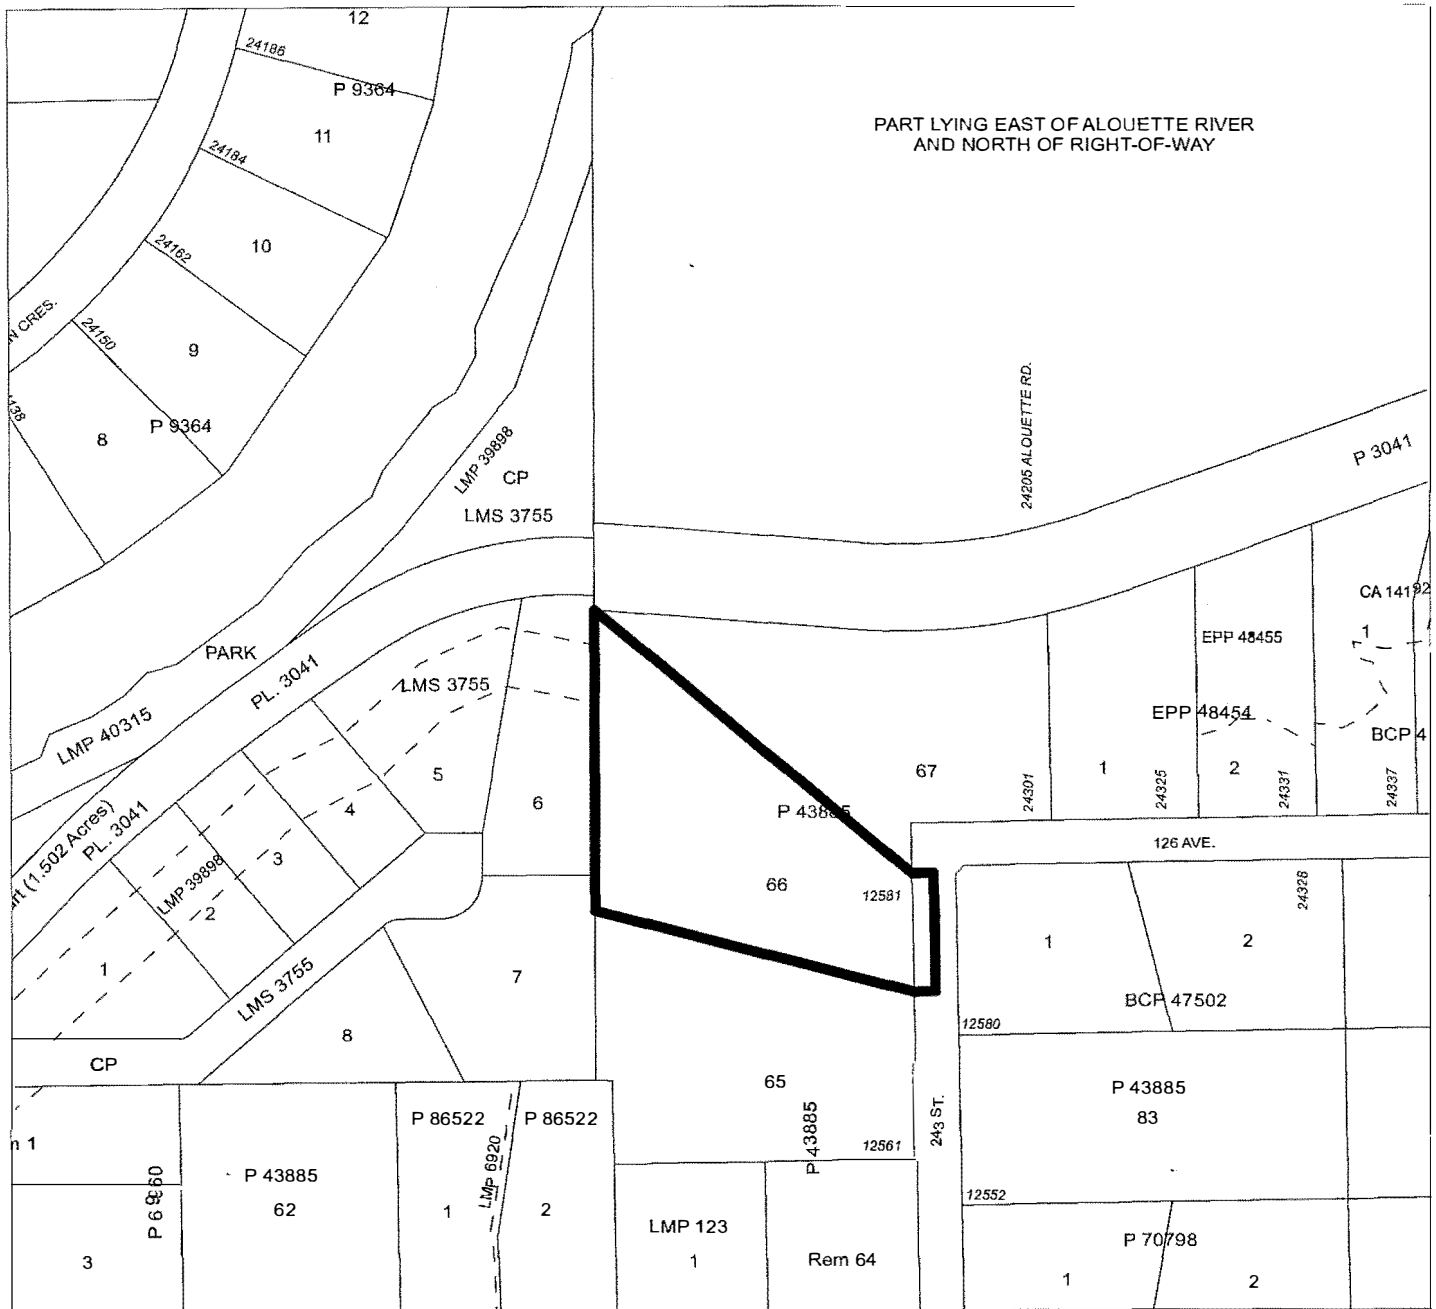 12
24186
P 9364
11
24184
10
24162
9
24150
P 9364
8
PART LYING EAST OF ALOUETTE RIVER
AND NORTH OF RIGHT-OF-WAY
24205 ALOUETTE RD.
P 3041
LMP 39898
CP
LMS 3755
PARK
PL. 3041
LMP 40315
LMS 3755
5
6
4
3
LMP 39898
2
1
PL. 3041
(1.502 Acres)
LMS 3755
7
8
CP
EPP 48455
1
EPP 48454
BCP 4
67
24301
1
24325
2
24331
24337
P 43885
66
12581
126 AVE.
24328
1
2
BCP 47502
12580
65
P 43885
12561
243 ST.
P 43885
83
12552
P 70798
1
2
P 86522
P 86522
LMP 6920
P 43885
62
1
2
3
LMP 123
1
Rem 64
CRES.